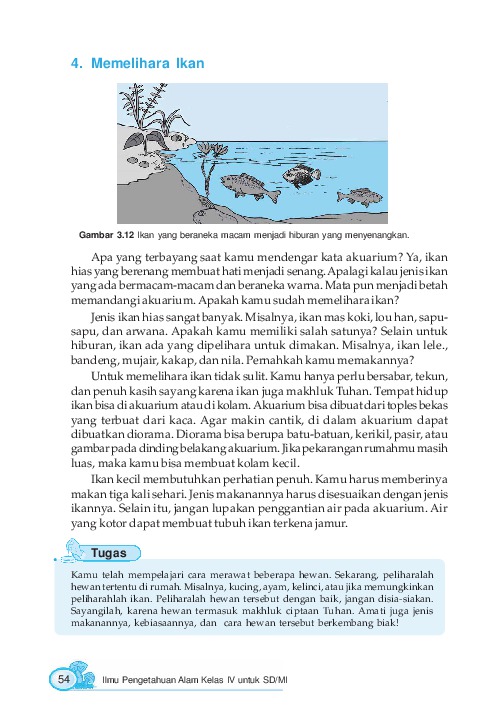 4. Memelihara Ikan
Gambar 3.12 Ikan yang beraneka macam menjadi hiburan yang menyenangkan.
Apa yang terbayang saat kamu mendengar kata akuarium? Ya, ikan
hias yang berenang membuat hati menjadi senang. Apalagi kalau jenis ikan
yang ada bermacam-macam dan beraneka warna. Mata pun menjadi betah
memandangi akuarium. Apakah kamu sudah memelihara ikan?
Jenis ikan hias sangat banyak. Misalnya, ikan mas koki, lou han, sapu-
sapu, dan arwana. Apakah kamu memiliki salah satunya? Selain untuk
hiburan, ikan ada yang dipelihara untuk dimakan. Misalnya, ikan lele.,
bandeng, mujair, kakap, dan nila. Pernahkah kamu memakannya?
Untuk memelihara ikan tidak sulit. Kamu hanya perlu bersabar, tekun,
dan penuh kasih sayang karena ikan juga makhluk Tuhan. Tempat hidup
ikan bisa di akuarium atau di kolam. Akuarium bisa dibuat dari toples bekas
yang terbuat dari kaca. Agar makin cantik, di dalam akuarium dapat
dibuatkan diorama. Diorama bisa berupa batu-batuan, kerikil, pasir, atau
gambar pada dinding belakang akuarium. Jika pekarangan rumahmu masih
luas, maka kamu bisa membuat kolam kecil.
Ikan kecil membutuhkan perhatian penuh. Kamu harus memberinya
makan tiga kali sehari. Jenis makanannya harus disesuaikan dengan jenis
ikannya. Selain itu, jangan lupakan penggantian air pada akuarium. Air
yang kotor dapat membuat tubuh ikan terkena jamur.
Tugas
Kamu telah mempelajari cara merawat beberapa hewan. Sekarang, peliharalah
hewan tertentu di rumah. Misalnya, kucing, ayam, kelinci, atau jika memungkinkan
peliharahlah ikan. Peliharalah hewan tersebut dengan baik, jangan disia-siakan.
Sayangilah, karena hewan termasuk makhluk ciptaan Tuhan. Amati juga jenis
makanannya, kebiasaannya, dan cara hewan tersebut berkembang biak!
54 Ilmu Pengetahuan Alam Kelas IV untuk SD/MI